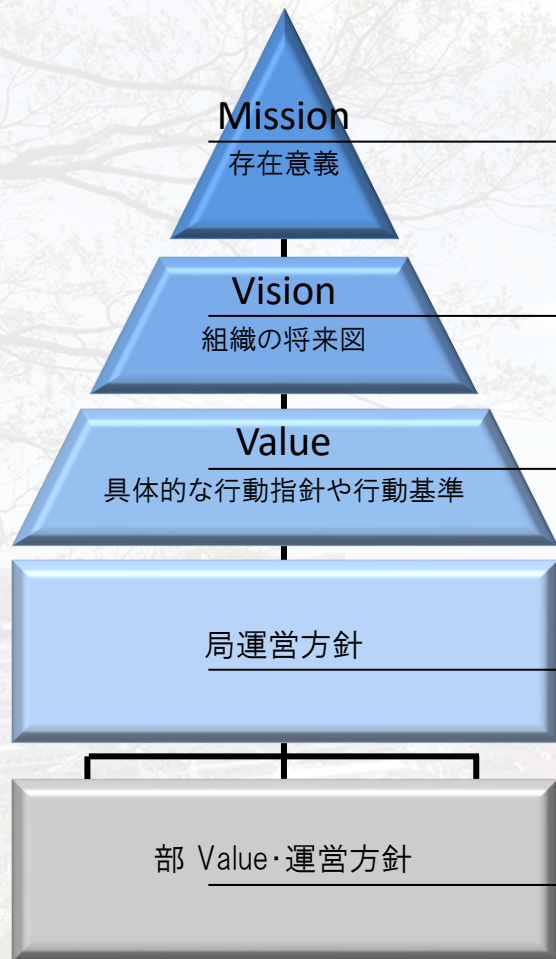 Mission
存在意義
Vision
組織の将来図
Value
具体的な行動指針や行動基準
局運営方針
部 Value・運営方針